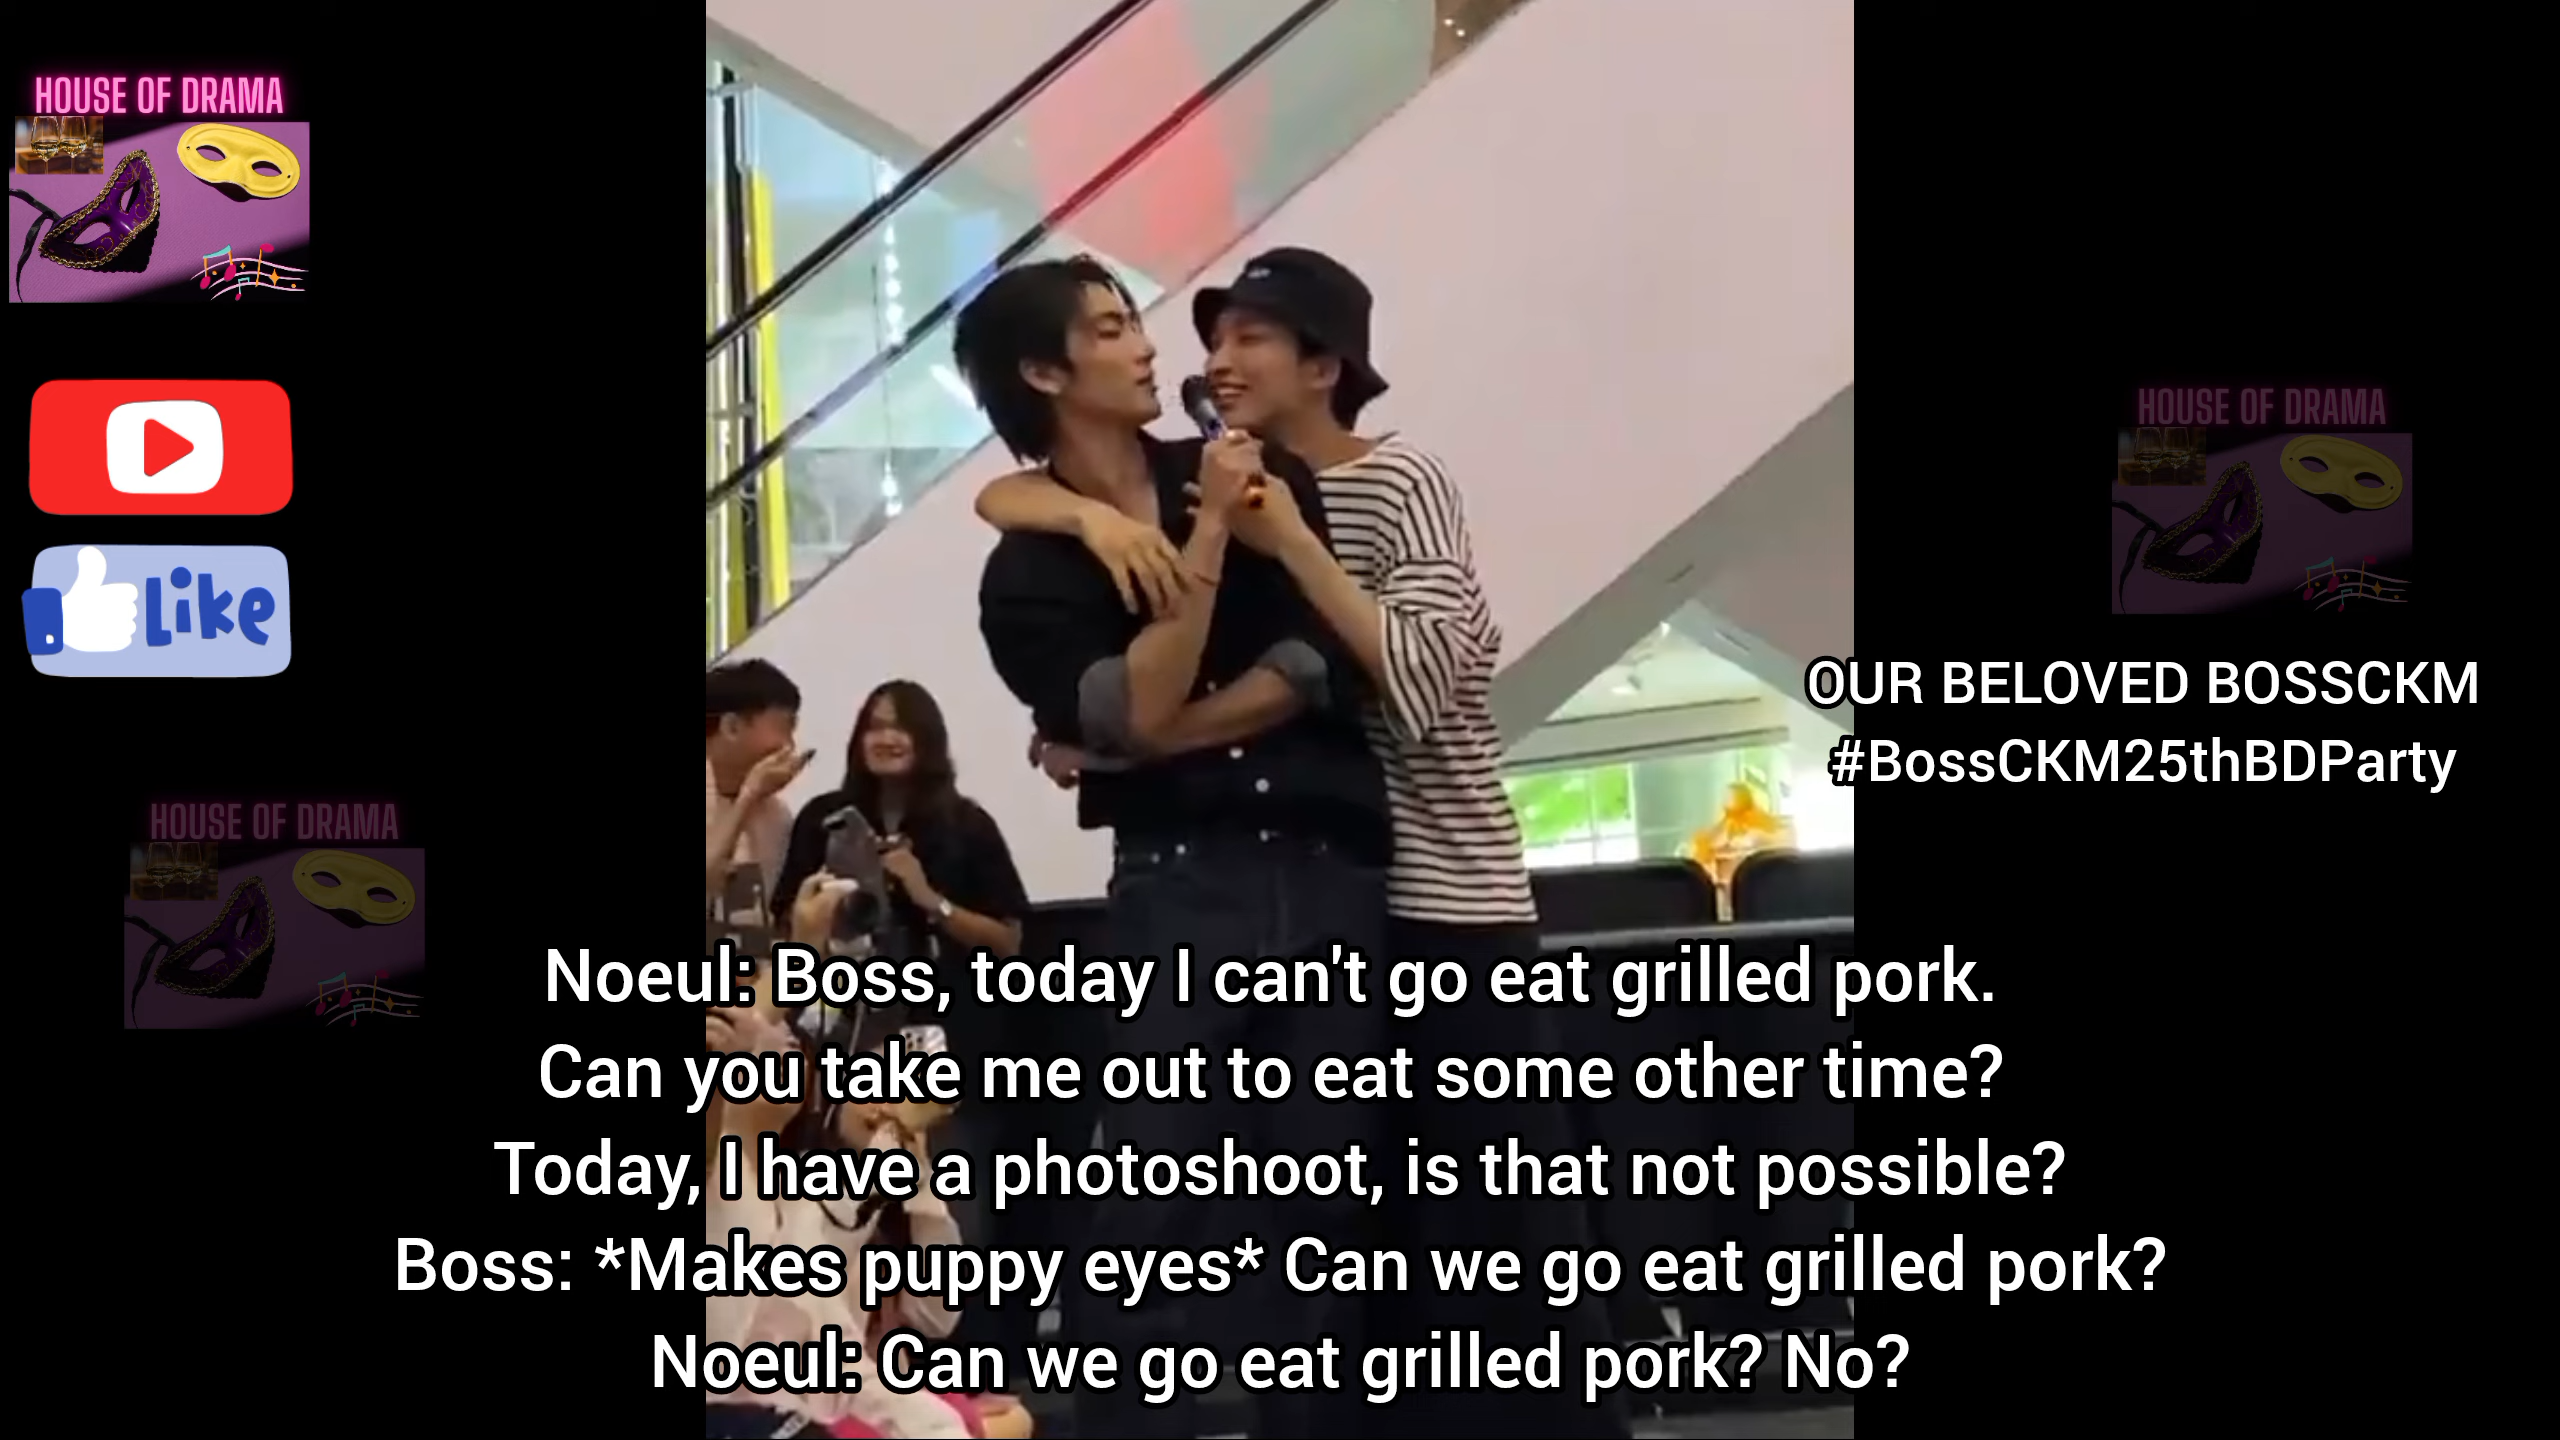 HOUSE OF DRAMA
Like
HOUSE OF DRAMA
OUR BELOVED BOSSCKM
#BossCKM25thBDParty
HOUSE OF DRAMA
Noeul: Boss, today I can't go eat grilled pork.
Can you take me out to eat some other time?
Today, I have a photoshoot, is that not possible?
Boss: *Makes puppy eyes* Can we go eat grilled pork?
Noeul: Can we go eat grilled pork? No?